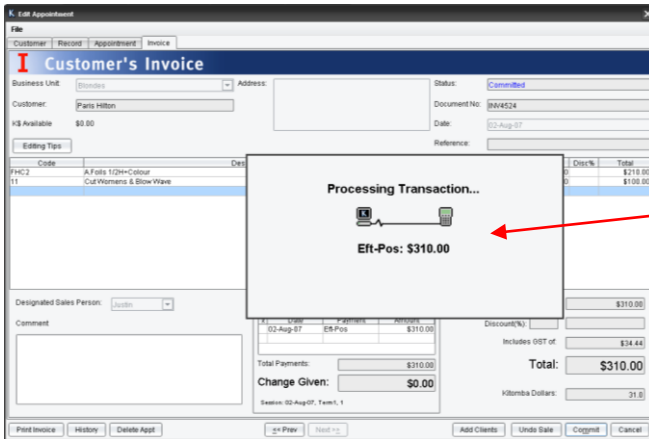 K Edit Appointment
File
Customer Record Appointment Invoice
I Customer's Invoice
Business Unit: Blondes Address: Status: Committed
Customer: Paris Hilton Document No: INV4524
K$ Available $0.00 Date: 02-Aug-07
Editing Tips Reference:
Code Des Disc% Total
FHC2 A.Foils 1/2H+Colour 0 $210.00
11 Cut Womens & Blow Wave 0 $100.00
Processing Transaction...
K
Eft-Pos: $310.00
Designated Sales Person: Justin $310.00
Date Payment Amount
Comment 02-Aug-07 Eft-Pos $310.00 Discount(%):
Includes GST of: $34.44
Total Payments: $310.00 Total: $310.00
Change Given: $0.00
Kitomba Dollars: 31.0
Session: 02-Aug-07, Term1, 1
Print Invoice History Delete Appt << Prev Next >> Add Clients Undo Sale Commit Cancel